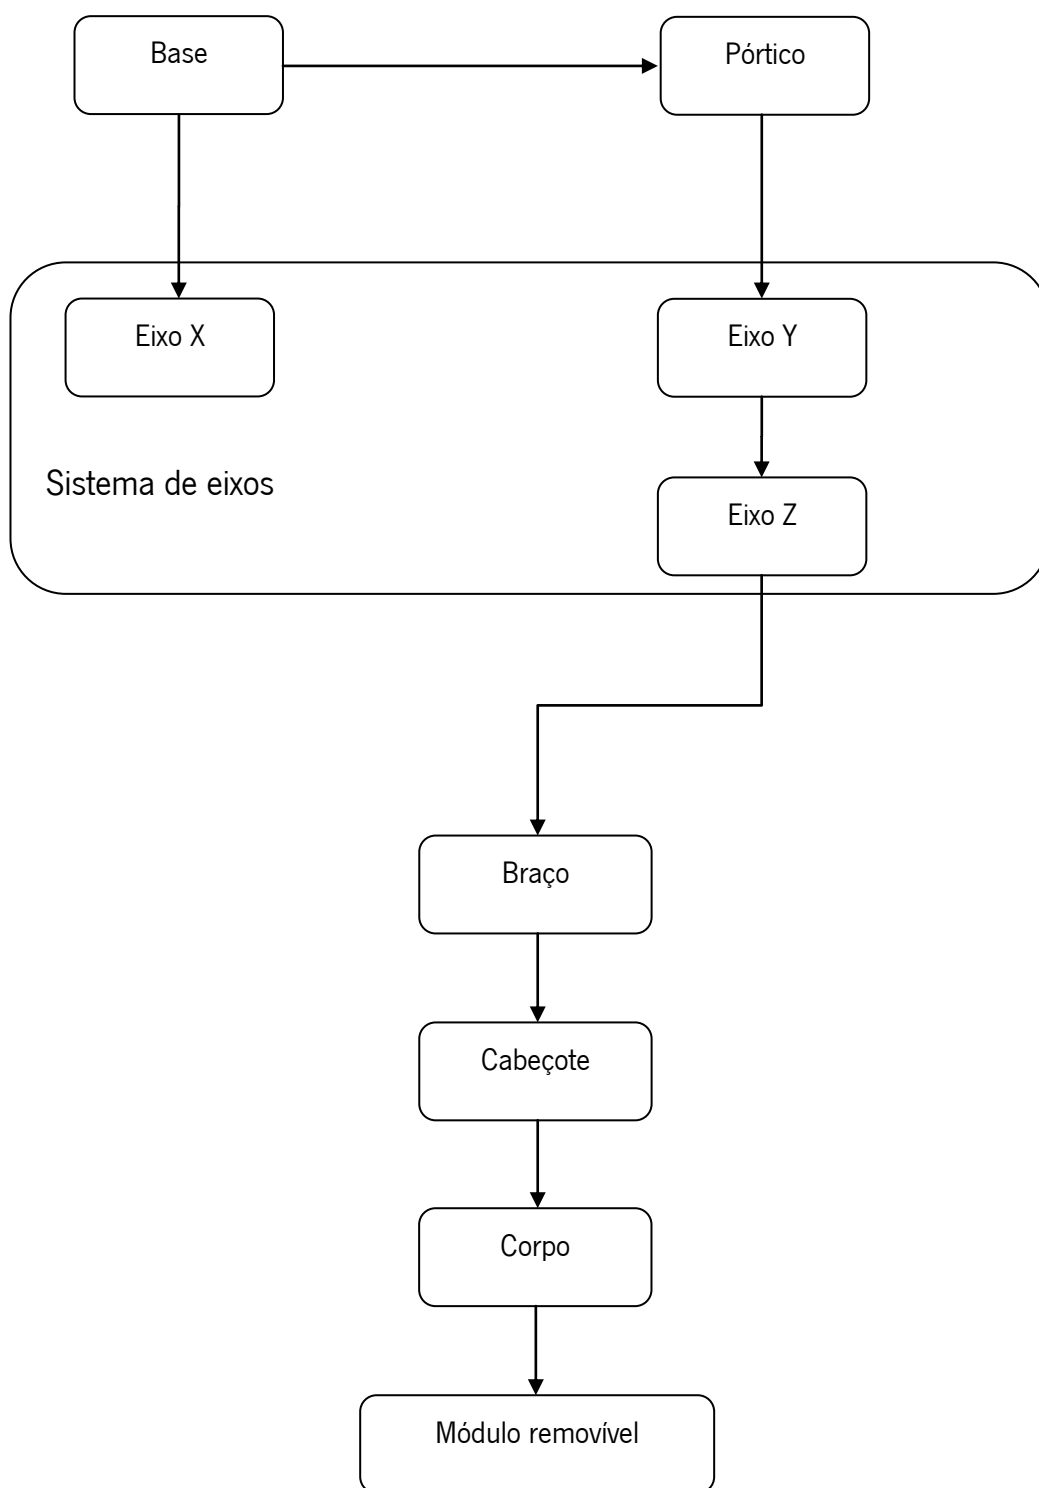 Base
Pórtico
Eixo X
Eixo Y
Sistema de eixos
Eixo Z
Braço
Cabeçote
Corpo
Módulo removível